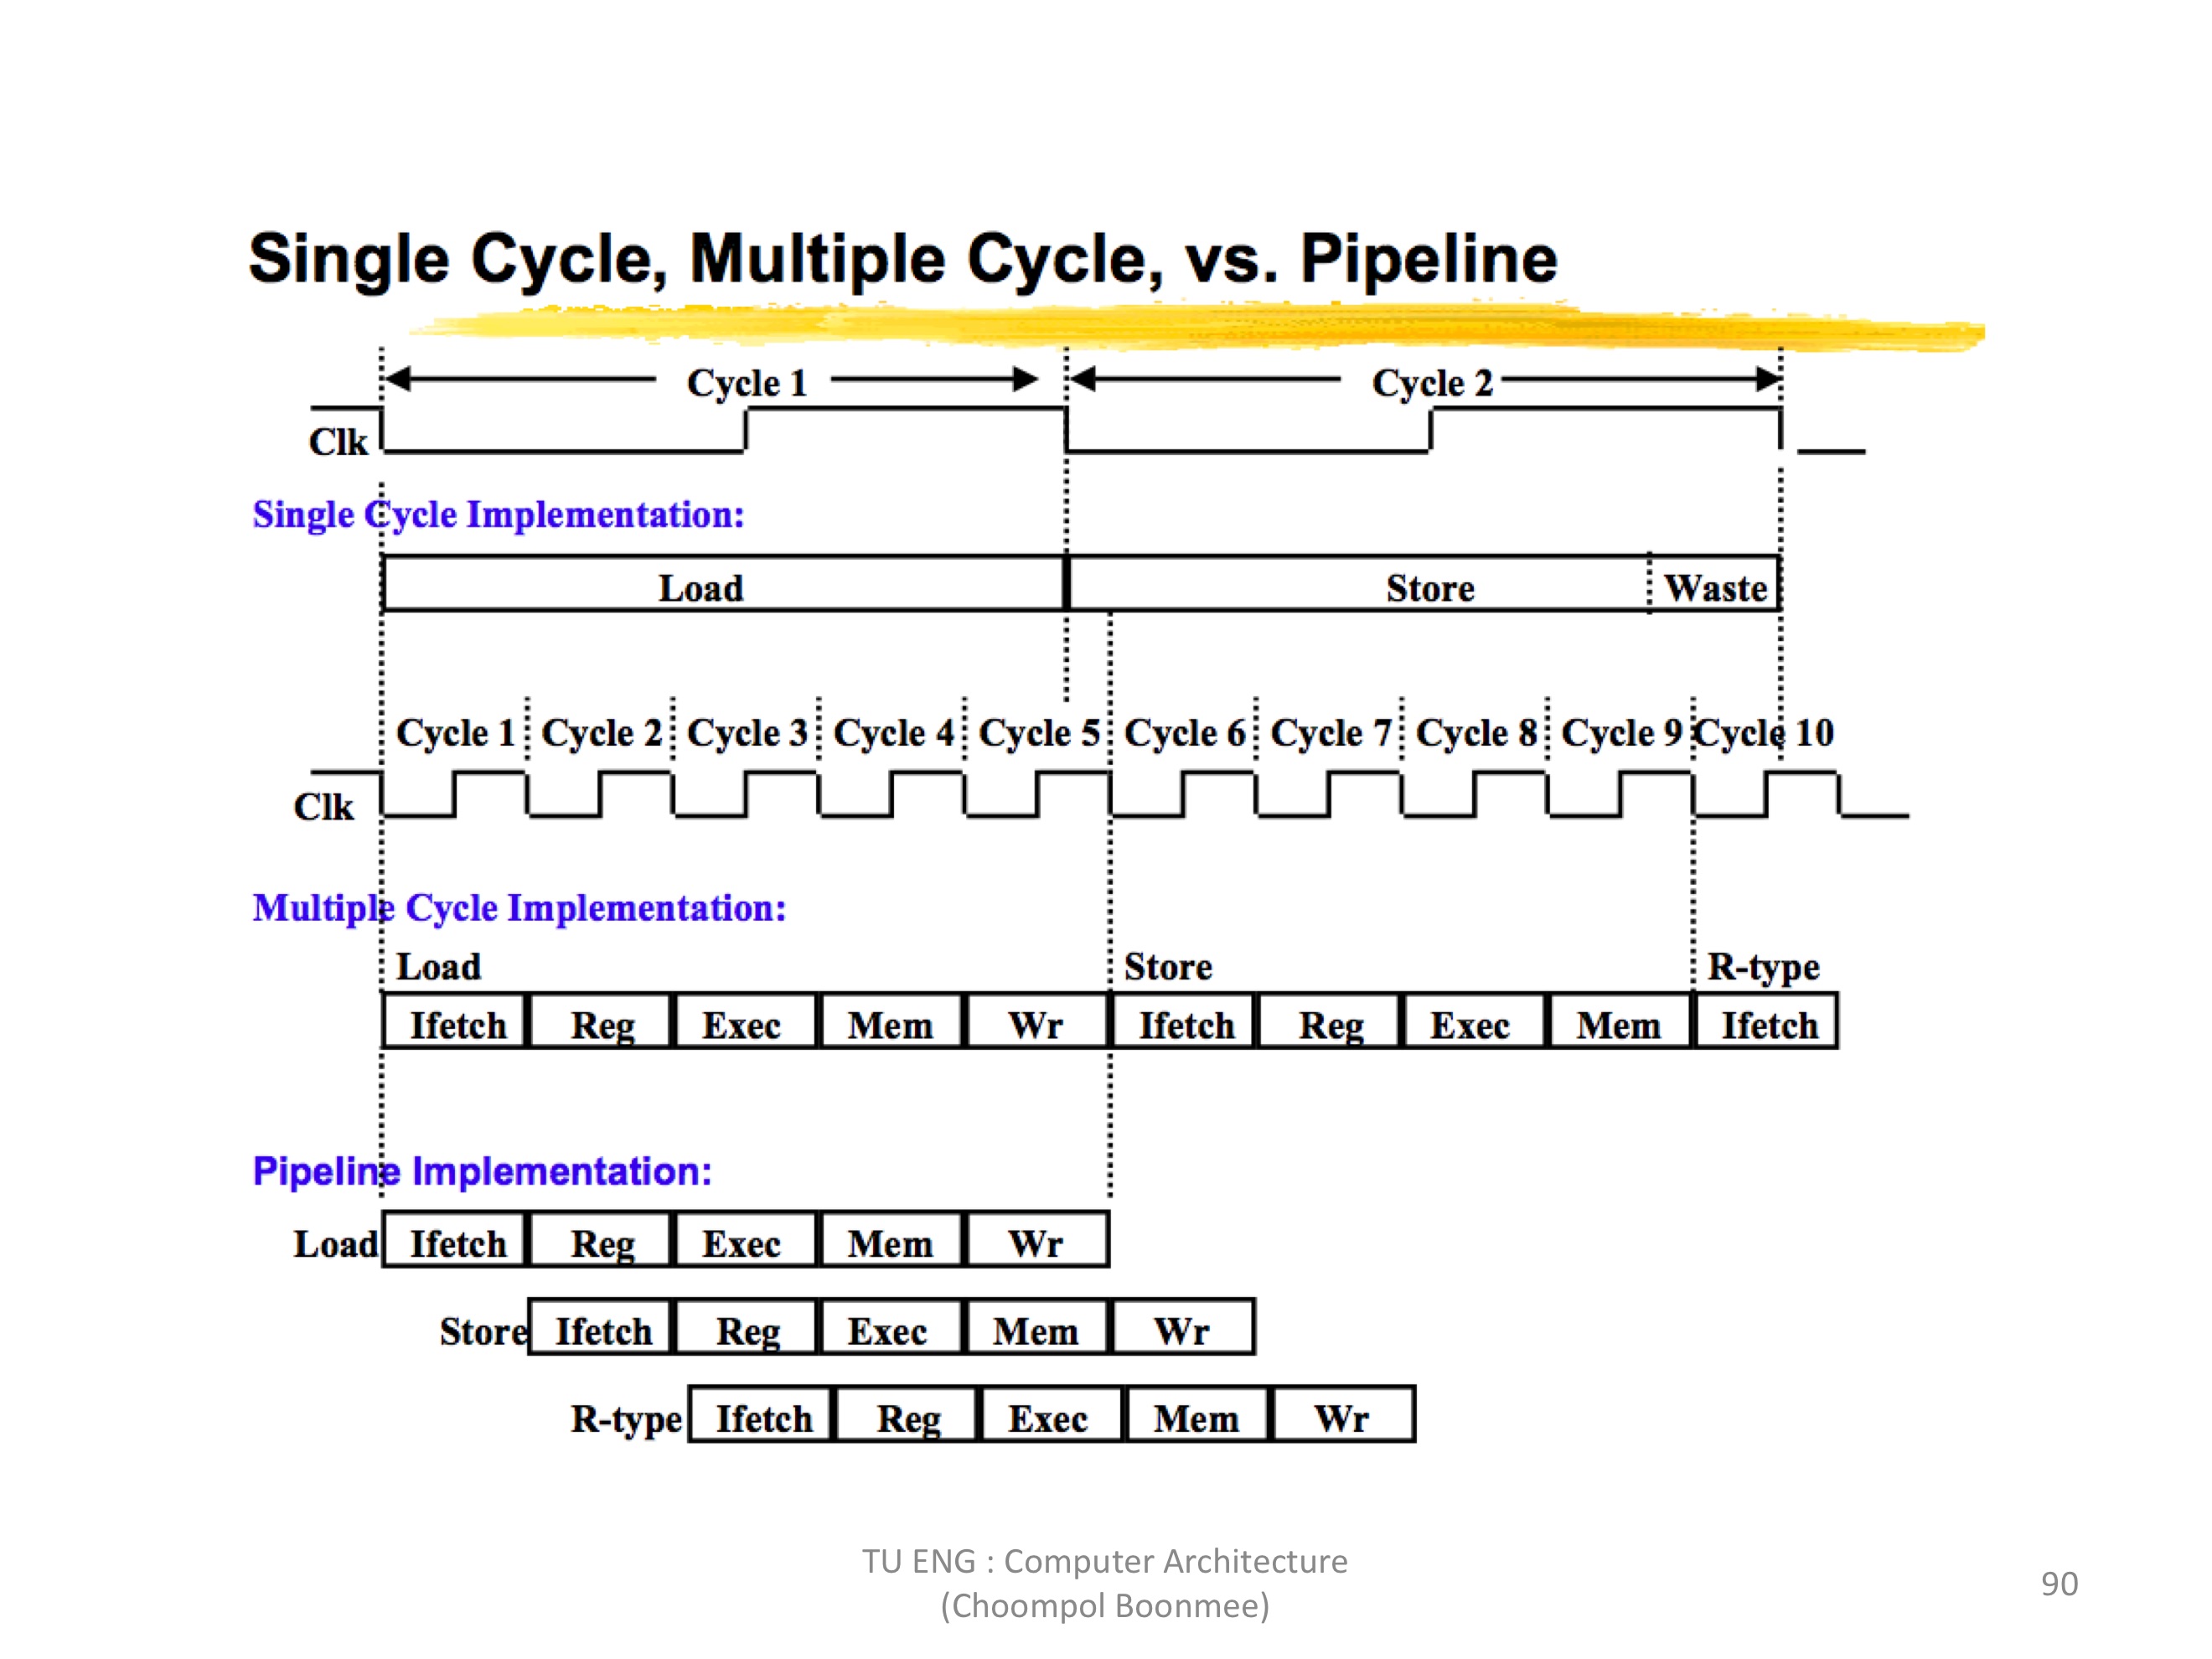 Single Cycle, Multiple Cycle, vs. Pipeline
Cycle 1 Cycle 2
Clk
Single Cycle Implementation:
Load Store Waste
Cycle 1 Cycle 2 Cycle 3 Cycle 4 Cycle 5 Cycle 6 Cycle 7 Cycle 8 Cycle 9 Cycle 10
Clk
Multiple Cycle Implementation:
Load Store R-type
Ifetch Reg Exec Mem Wr Ifetch Reg Exec Mem Ifetch
Pipeline Implementation:
Load Ifetch Reg Exec Mem Wr
Store Ifetch Reg Exec Mem Wr
R-type Ifetch Reg Exec Mem Wr
TU ENG : Computer Architecture
(Choompol Boonmee)
90